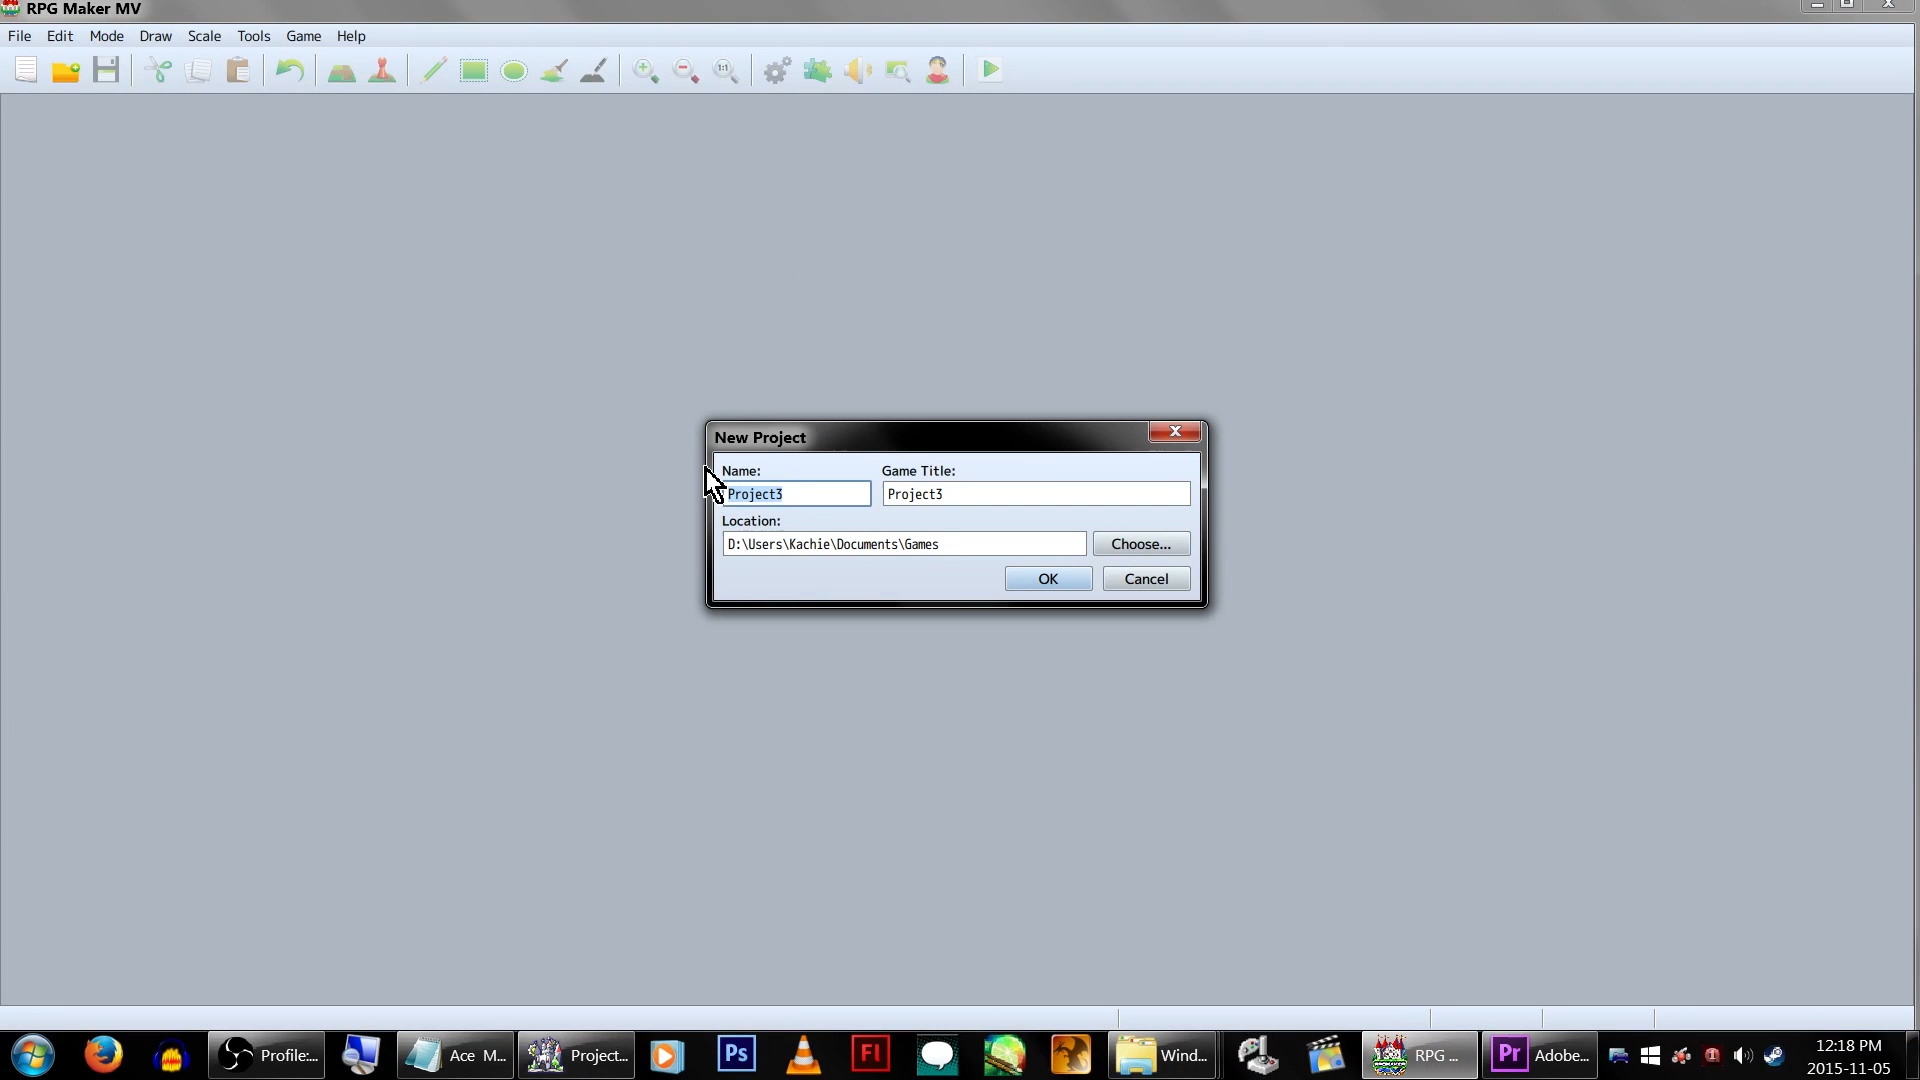 RPG Maker MV
File Edit Mode Draw Scale Tools Game Help
1:1
New Project
Name: Game Title:
Project3 Project3
Location:
D:\Users\Kachie\Documents\Games Choose...
OK Cancel
Profile:... Ace M... Project... Ps Fl Wind... RPG ... Pr Adobe...
12:18 PM
2015-11-05